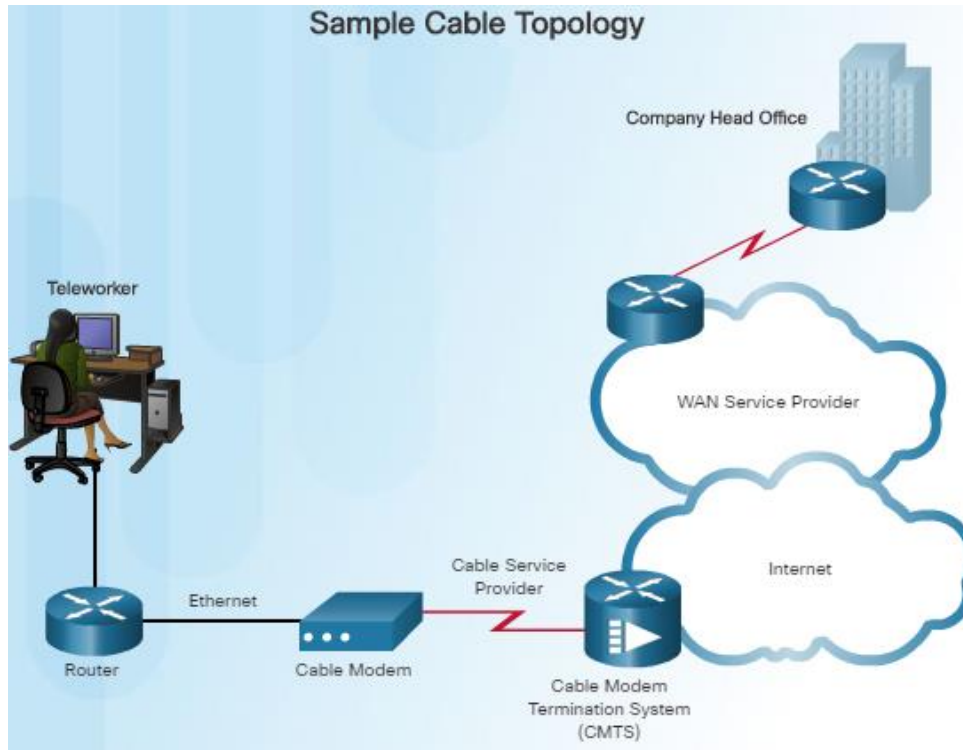 Sample Cable Topology
Company Head Office
Teleworker
WAN Service Provider
Internet
Cable Service
Provider
Ethernet
Router
Cable Modem
Cable Modem
Termination System
(CMTS)